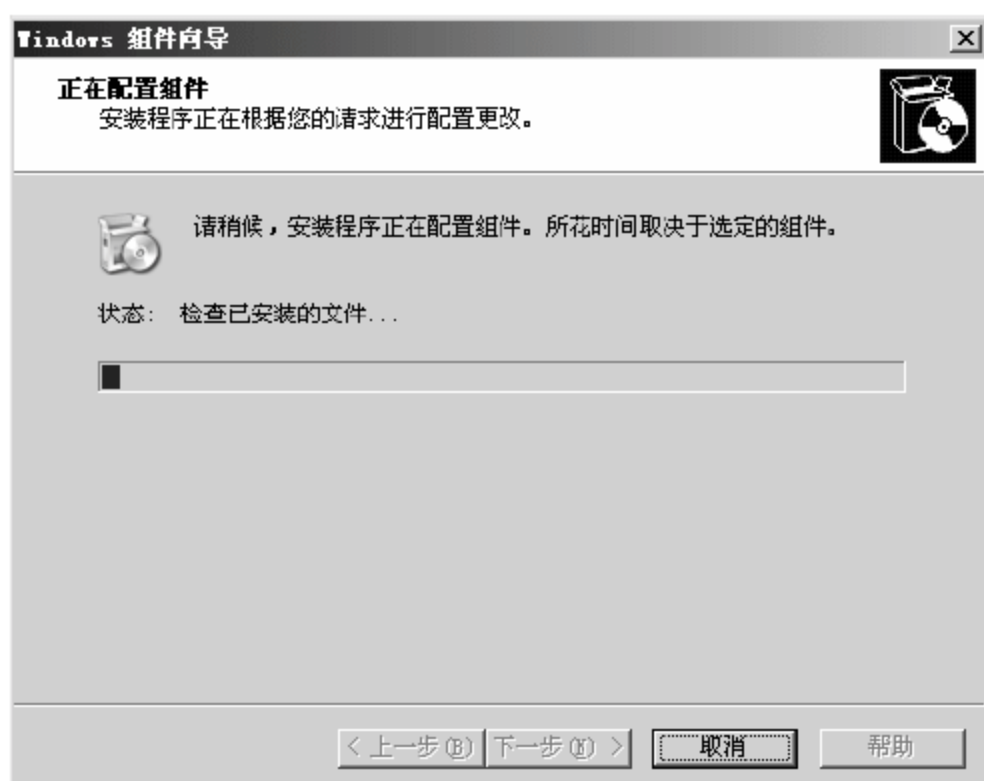 Windows 组件向导
正在配置组件
安装程序正在根据您的请求进行配置更改。
请稍候，安装程序正在配置组件。所花时间取决于选定的组件。
状态: 检查已安装的文件...
< 上一步(B) 下一步(N) > 取消 帮助